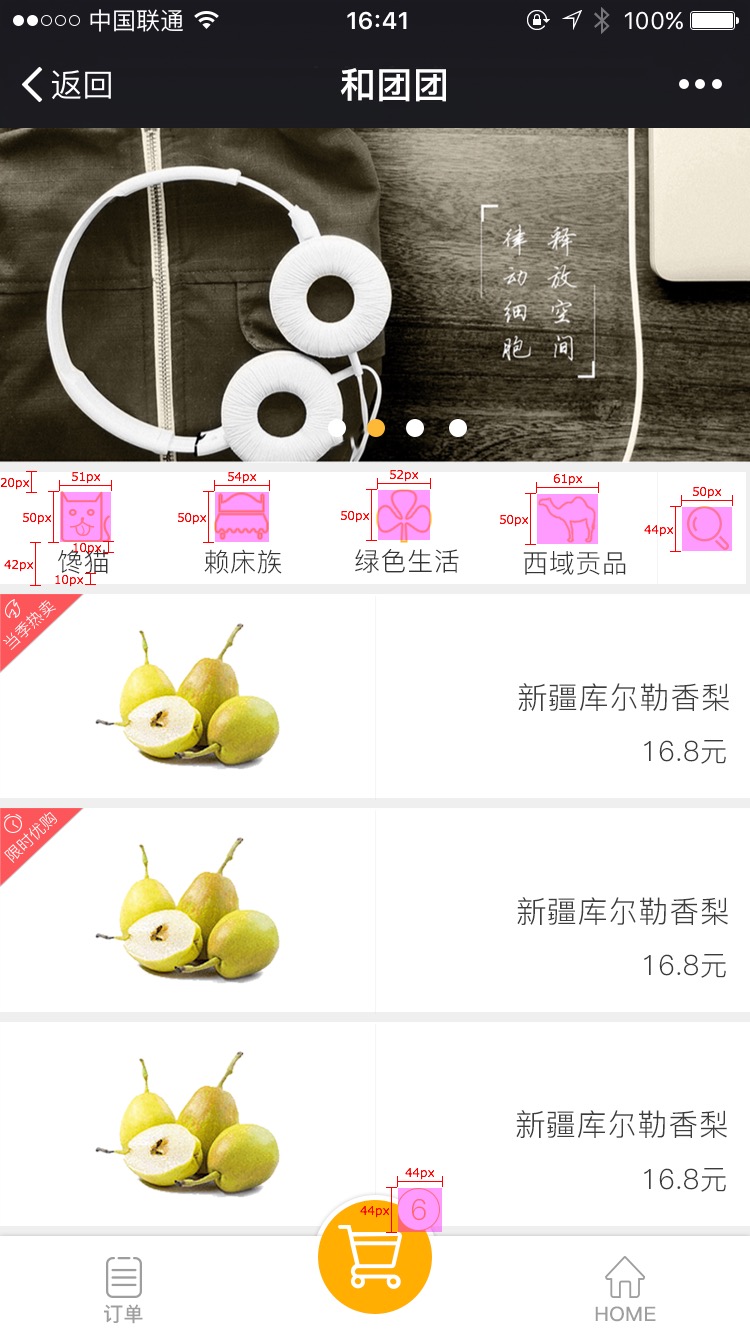 中国联通 16:41 100%
返回 和团团
释放空间
律动细胞
20px 51px 54px 52px 61px 50px
50px 50px 50px 50px 44px
10px
42px 馋猫 赖床族 绿色生活 西域贡品
10px
当季热卖
新疆库尔勒香梨
16.8元
限时优购
新疆库尔勒香梨
16.8元
新疆库尔勒香梨
16.8元
44px
44px 6
订单 HOME